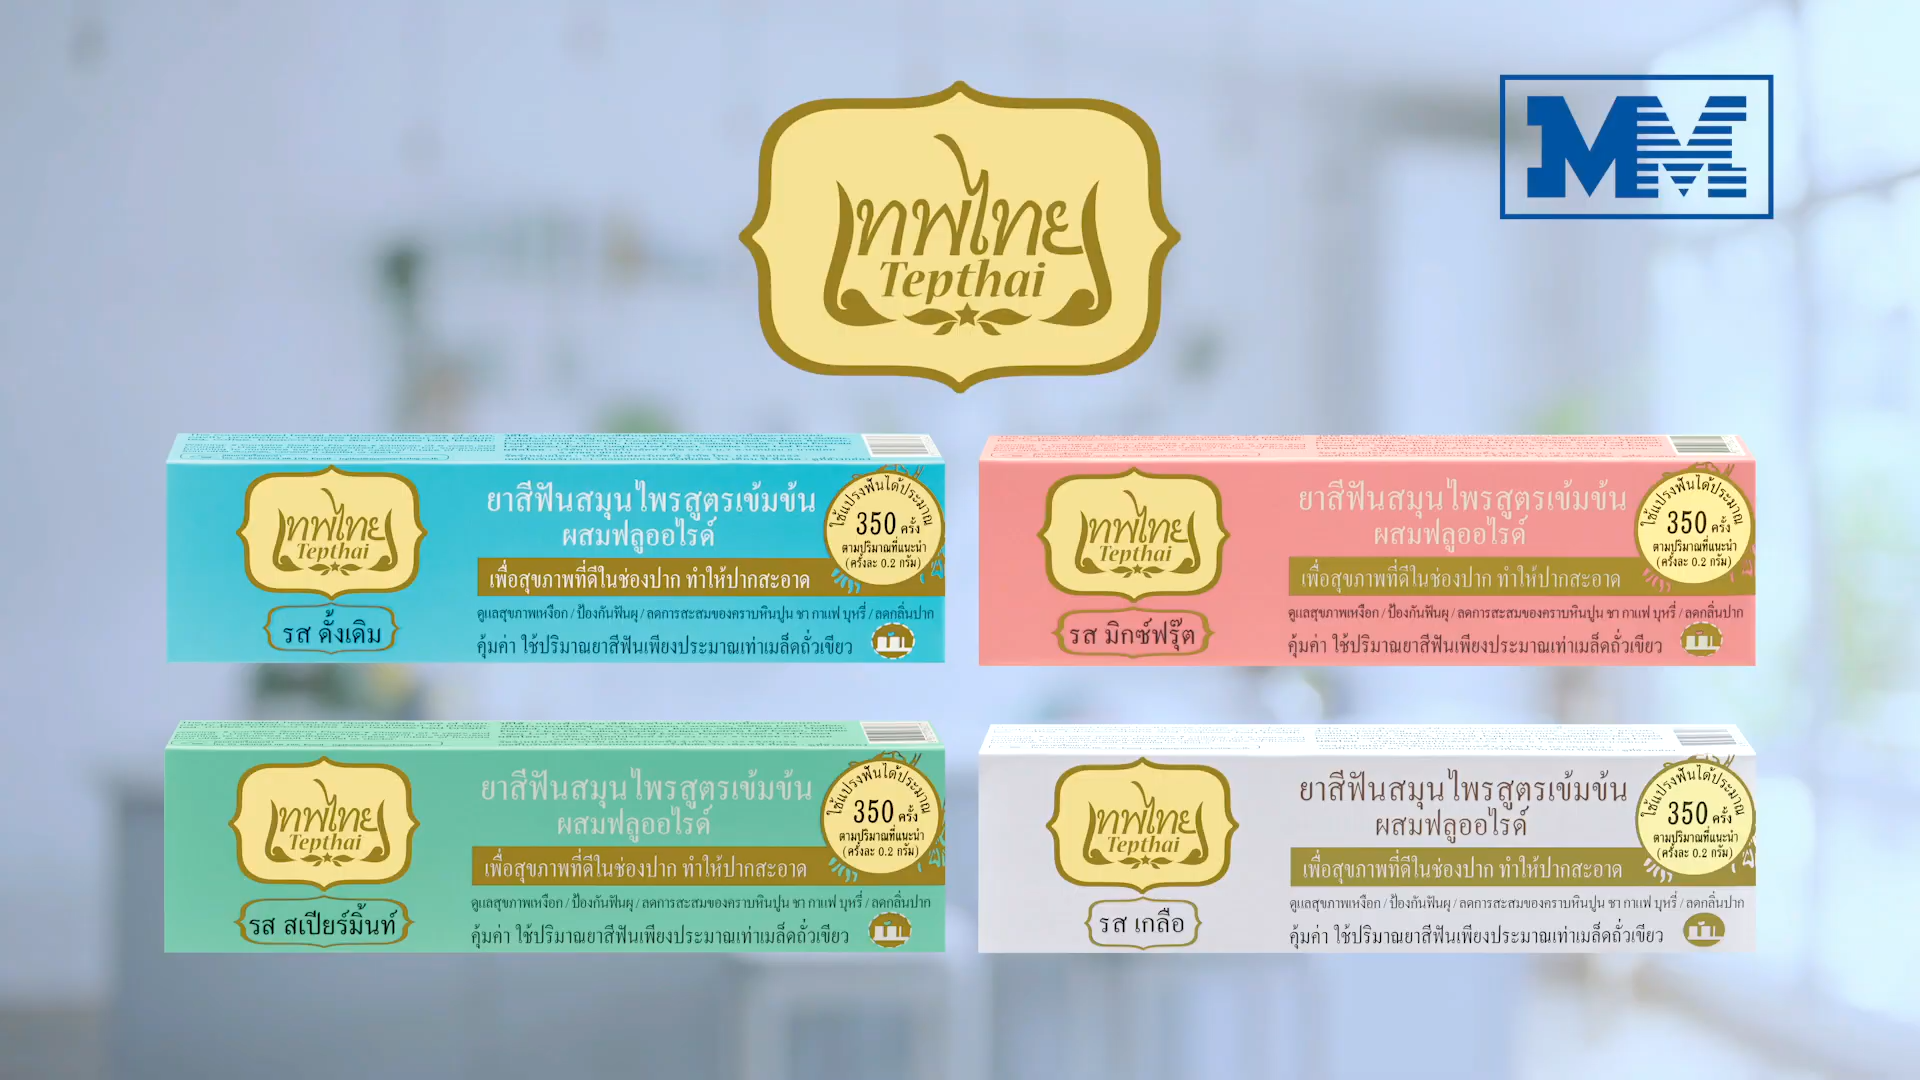 เทพไทย
Tepthai
MM
เทพไทย
Tepthai
รส ดั้งเดิม
ยาสีฟันสมุนไพรสูตรเข้มข้น
ผสมฟลูออไรด์
เพื่อสุขภาพที่ดีในช่องปาก ทำให้ปากสะอาด
ดูแลสุขภาพเหงือก / ป้องกันฟันผุ / ลดการสะสมของคราบหินปูน ชา กาแฟ บุหรี่ / ลดกลิ่นปาก
คุ้มค่า ใช้ปริมาณยาสีฟันเพียงประมาณเท่าเมล็ดถั่วเขียว
ใช้แปรงฟันได้ประมาณ
350 ครั้ง
ตามปริมาณที่แนะนำ
(ครั้งละ 0.2 กรัม)
เทพไทย
Tepthai
รส มิกซ์ฟรุ๊ต
ยาสีฟันสมุนไพรสูตรเข้มข้น
ผสมฟลูออไรด์
เพื่อสุขภาพที่ดีในช่องปาก ทำให้ปากสะอาด
ดูแลสุขภาพเหงือก / ป้องกันฟันผุ / ลดการสะสมของคราบหินปูน ชา กาแฟ บุหรี่ / ลดกลิ่นปาก
คุ้มค่า ใช้ปริมาณยาสีฟันเพียงประมาณเท่าเมล็ดถั่วเขียว
ใช้แปรงฟันได้ประมาณ
350 ครั้ง
ตามปริมาณที่แนะนำ
(ครั้งละ 0.2 กรัม)
เทพไทย
Tepthai
รส สเปียร์มิ้นท์
ยาสีฟันสมุนไพรสูตรเข้มข้น
ผสมฟลูออไรด์
เพื่อสุขภาพที่ดีในช่องปาก ทำให้ปากสะอาด
ดูแลสุขภาพเหงือก / ป้องกันฟันผุ / ลดการสะสมของคราบหินปูน ชา กาแฟ บุหรี่ / ลดกลิ่นปาก
คุ้มค่า ใช้ปริมาณยาสีฟันเพียงประมาณเท่าเมล็ดถั่วเขียว
ใช้แปรงฟันได้ประมาณ
350 ครั้ง
ตามปริมาณที่แนะนำ
(ครั้งละ 0.2 กรัม)
เทพไทย
Tepthai
รส เกลือ
ยาสีฟันสมุนไพรสูตรเข้มข้น
ผสมฟลูออไรด์
เพื่อสุขภาพที่ดีในช่องปาก ทำให้ปากสะอาด
ดูแลสุขภาพเหงือก / ป้องกันฟันผุ / ลดการสะสมของคราบหินปูน ชา กาแฟ บุหรี่ / ลดกลิ่นปาก
คุ้มค่า ใช้ปริมาณยาสีฟันเพียงประมาณเท่าเมล็ดถั่วเขียว
ใช้แปรงฟันได้ประมาณ
350 ครั้ง
ตามปริมาณที่แนะนำ
(ครั้งละ 0.2 กรัม)